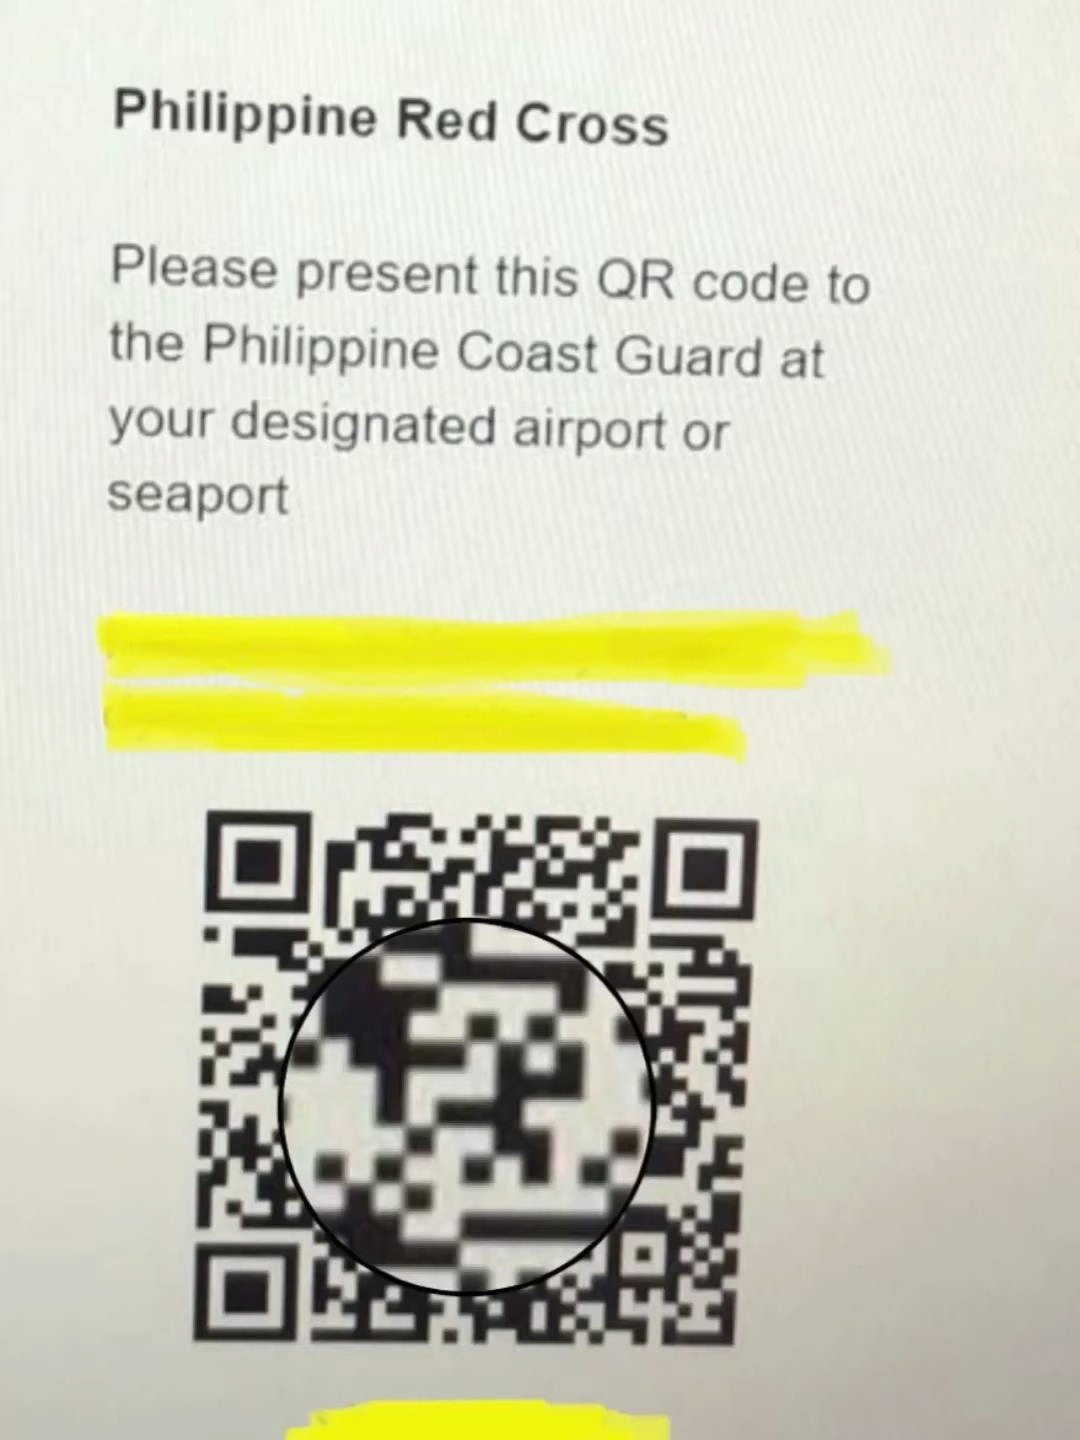 Philippine Red Cross
Please present this QR code to
the Philippine Coast Guard at
your designated airport or
seaport